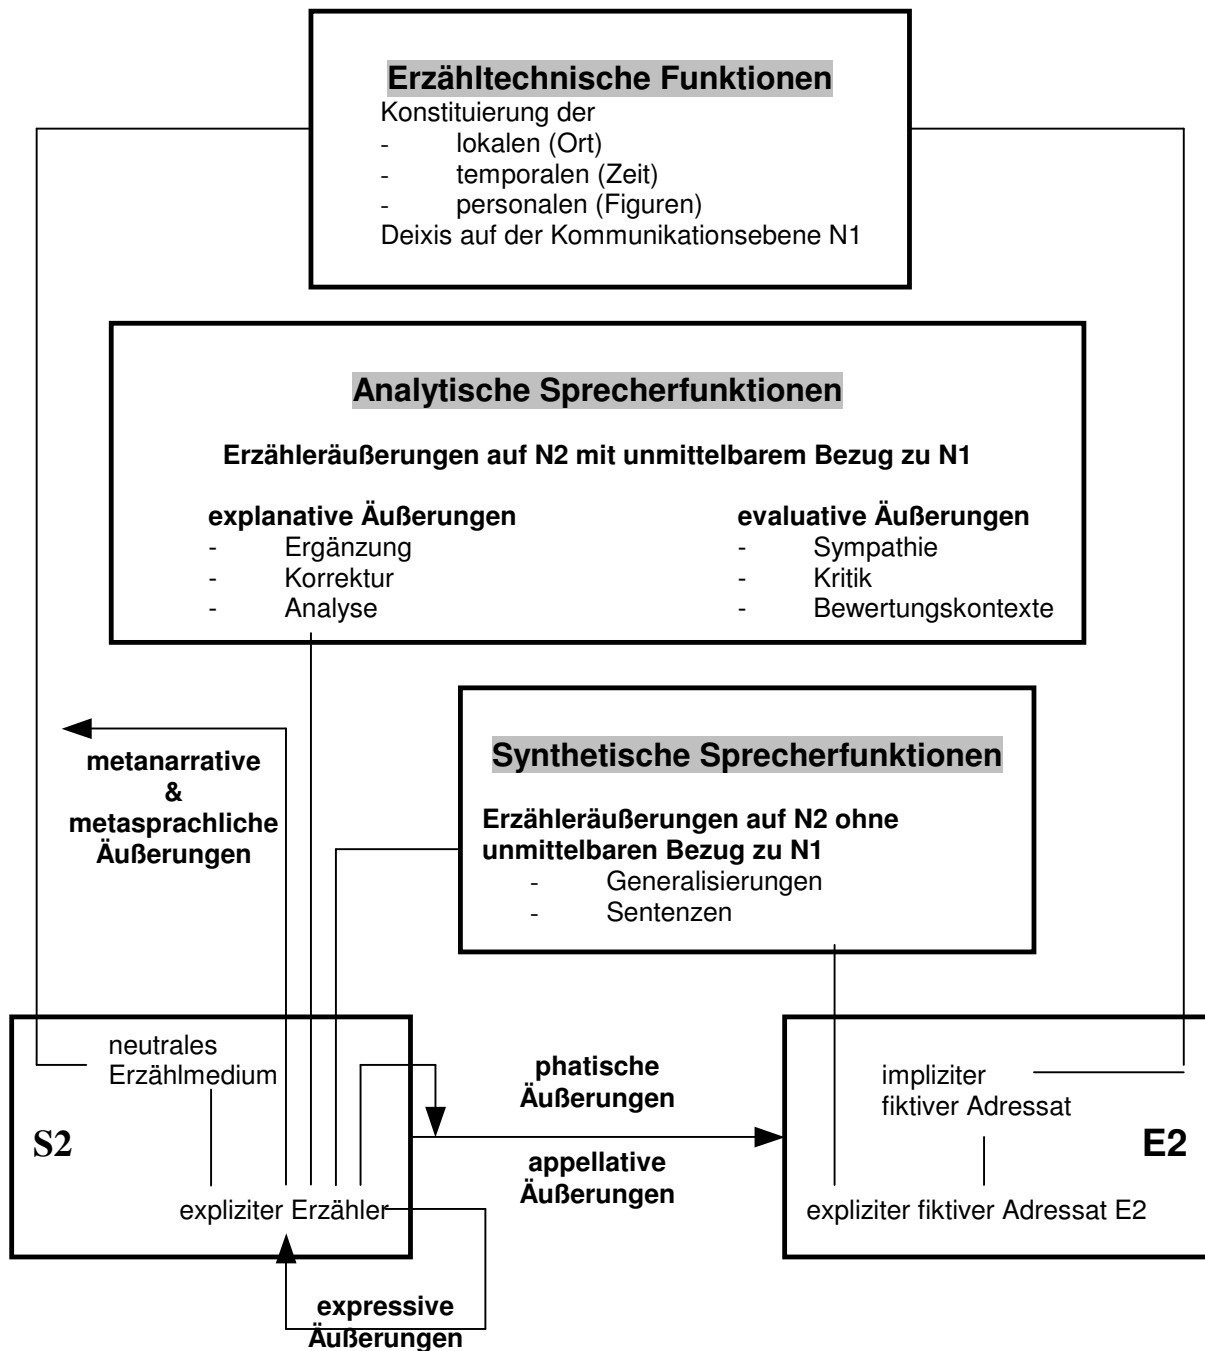 Erzähltechnische Funktionen
Konstituierung der
- lokalen (Ort)
- temporalen (Zeit)
- personalen (Figuren)
Deixis auf der Kommunikationsebene N1
Analytische Sprecherfunktionen
Erzähleräußerungen auf N2 mit unmittelbarem Bezug zu N1
explanative Äußerungen
- Ergänzung
- Korrektur
- Analyse
evaluative Äußerungen
- Sympathie
- Kritik
- Bewertungskontexte
metanarrative
&
metasprachliche
Äußerungen
Synthetische Sprecherfunktionen
Erzähleräußerungen auf N2 ohne
unmittelbaren Bezug zu N1
- Generalisierungen
- Sentenzen
neutrales
Erzählmedium
S2
expliziter Erzähler
phatische
Äußerungen
appellative
Äußerungen
impliziter
fiktiver Adressat
E2
expliziter fiktiver Adressat E2
expressive
Äußerungen